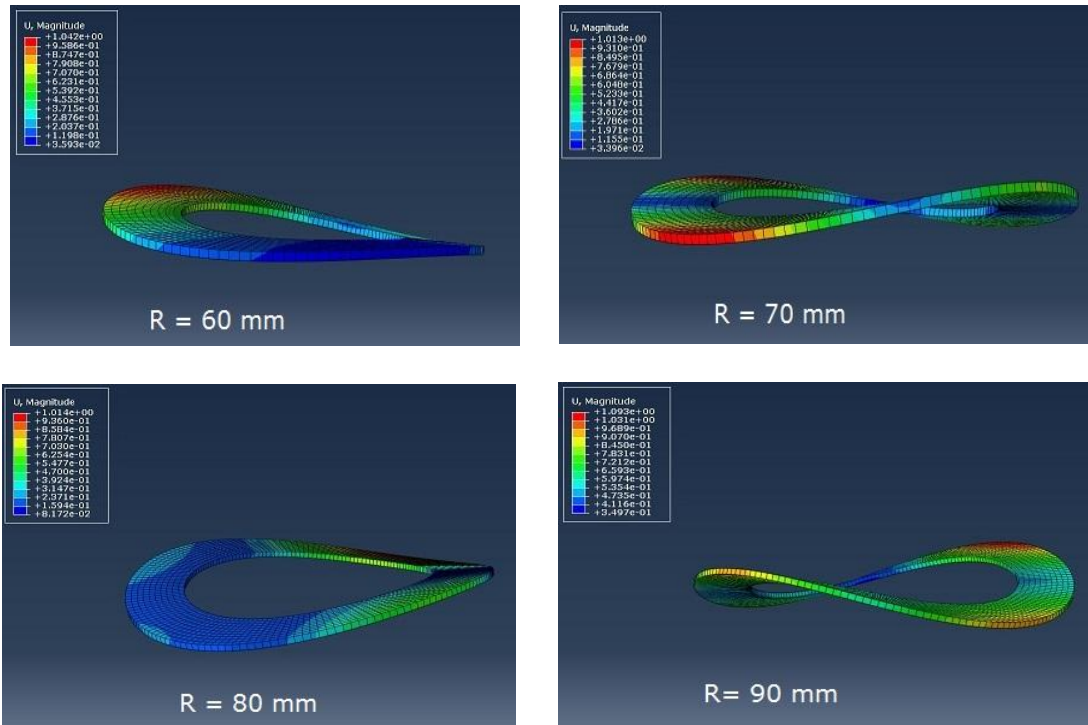 U, Magnitude
+1.042e+00
+9.586e-01
+8.747e-01
+7.908e-01
+7.070e-01
+6.231e-01
+5.392e-01
+4.553e-01
+3.715e-01
+2.876e-01
+2.037e-01
+1.198e-01
+3.593e-02
R = 60 mm
U, Magnitude
+1.013e+00
+9.310e-01
+8.495e-01
+7.679e-01
+6.864e-01
+6.048e-01
+5.233e-01
+4.417e-01
+3.602e-01
+2.786e-01
+1.971e-01
+1.155e-01
+3.396e-02
R = 70 mm
U, Magnitude
+1.014e+00
+9.360e-01
+8.584e-01
+7.807e-01
+7.030e-01
+6.254e-01
+5.477e-01
+4.700e-01
+3.924e-01
+3.147e-01
+2.371e-01
+1.594e-01
+8.172e-02
R = 80 mm
U, Magnitude
+1.093e+00
+1.031e+00
+9.689e-01
+9.070e-01
+8.450e-01
+7.831e-01
+7.212e-01
+6.593e-01
+5.974e-01
+5.354e-01
+4.735e-01
+4.116e-01
+3.497e-01
R= 90 mm